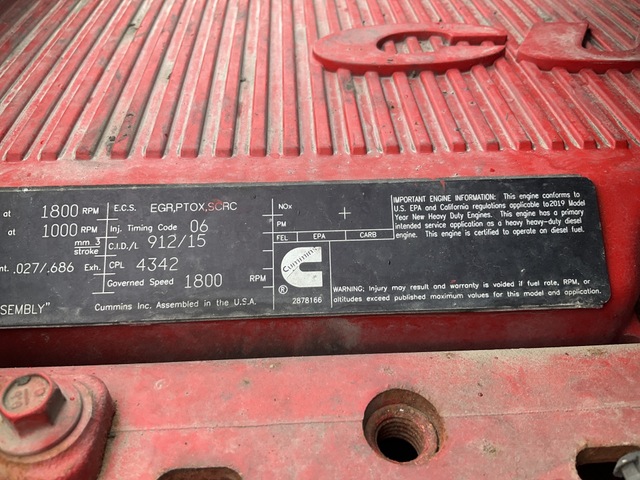 at 1800 RPM
at 1000 RPM
mm 3
stroke
nt. .027/.686 Exh.
SEMBLY"
E.C.S. EGR,PTOX,SCRC
Inj. Timing Code 06
C.I.D./L 912/15
CPL 4342
Governed Speed 1800 RPM
Cummins Inc. Assembled in the U.S.A.
NOx
PM
FEL EPA CARB
Cummins
®
2878166
IMPORTANT ENGINE INFORMATION: This engine conforms to
U.S. EPA and California regulations applicable to2019 Model
Year New Heavy Duty Engines. This engine has a primary
intended service application as a heavy heavy-duty diesel
engine. This engine is certified to operate on diesel fuel.
WARNING; Injury may result and warranty is voided if fuel rate, RPM, or
altitudes exceed published maximum values for this model and application.